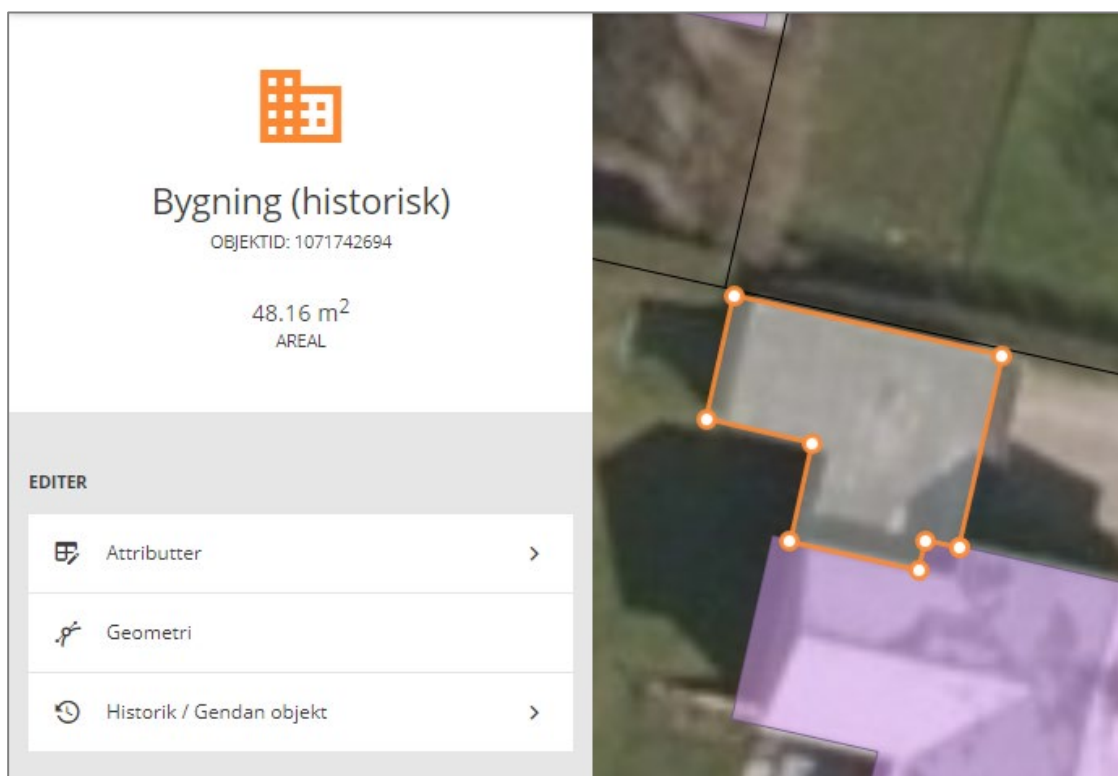 Bygning (historisk)
OBJEKTID: 1071742694
48.16 m²
AREAL
EDITER
Attributter
Geometri
Historik / Gendan objekt